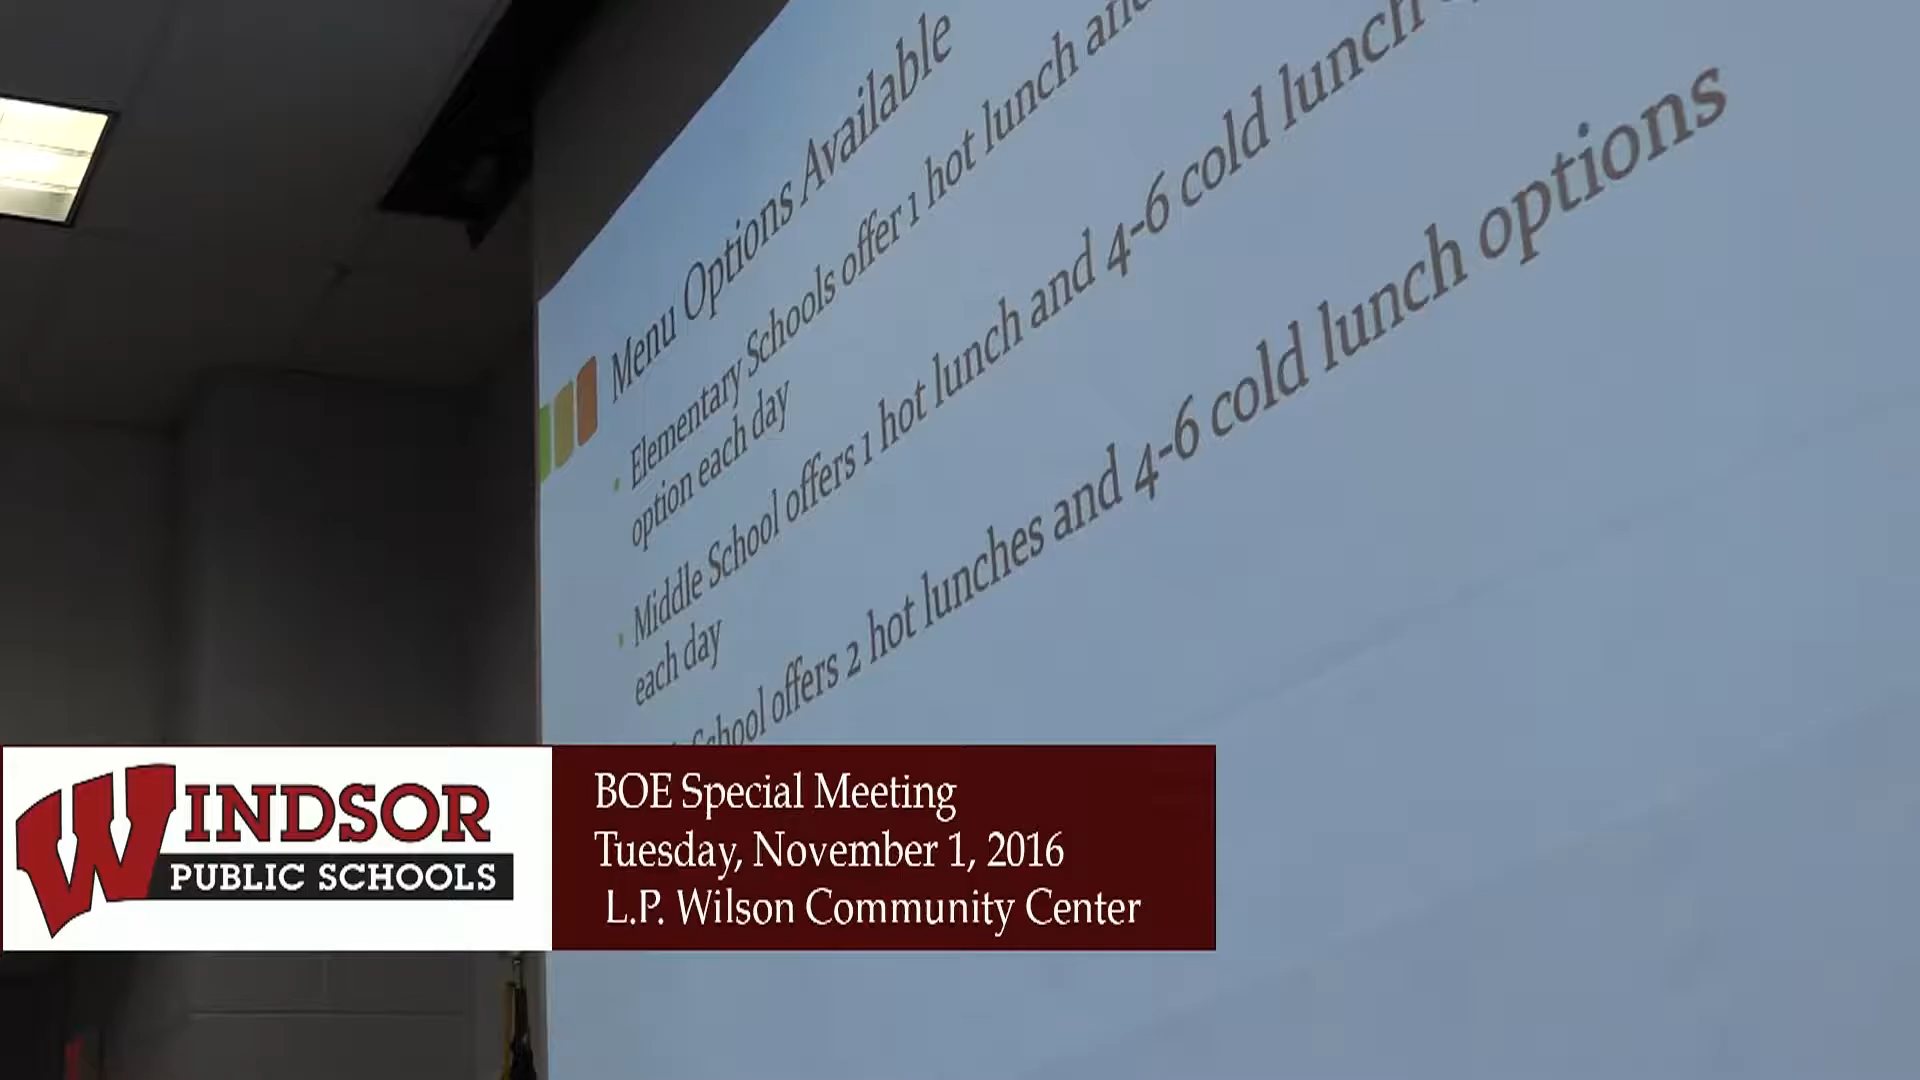 Menu Options Available
Elementary Schools offer 1 hot lunch and
option each day
Middle School offers 1 hot lunch and 4-6 cold lunch
each day
School offers 2 hot lunches and 4-6 cold lunch options
WINDSOR
PUBLIC SCHOOLS
BOE Special Meeting
Tuesday, November 1, 2016
L.P. Wilson Community Center